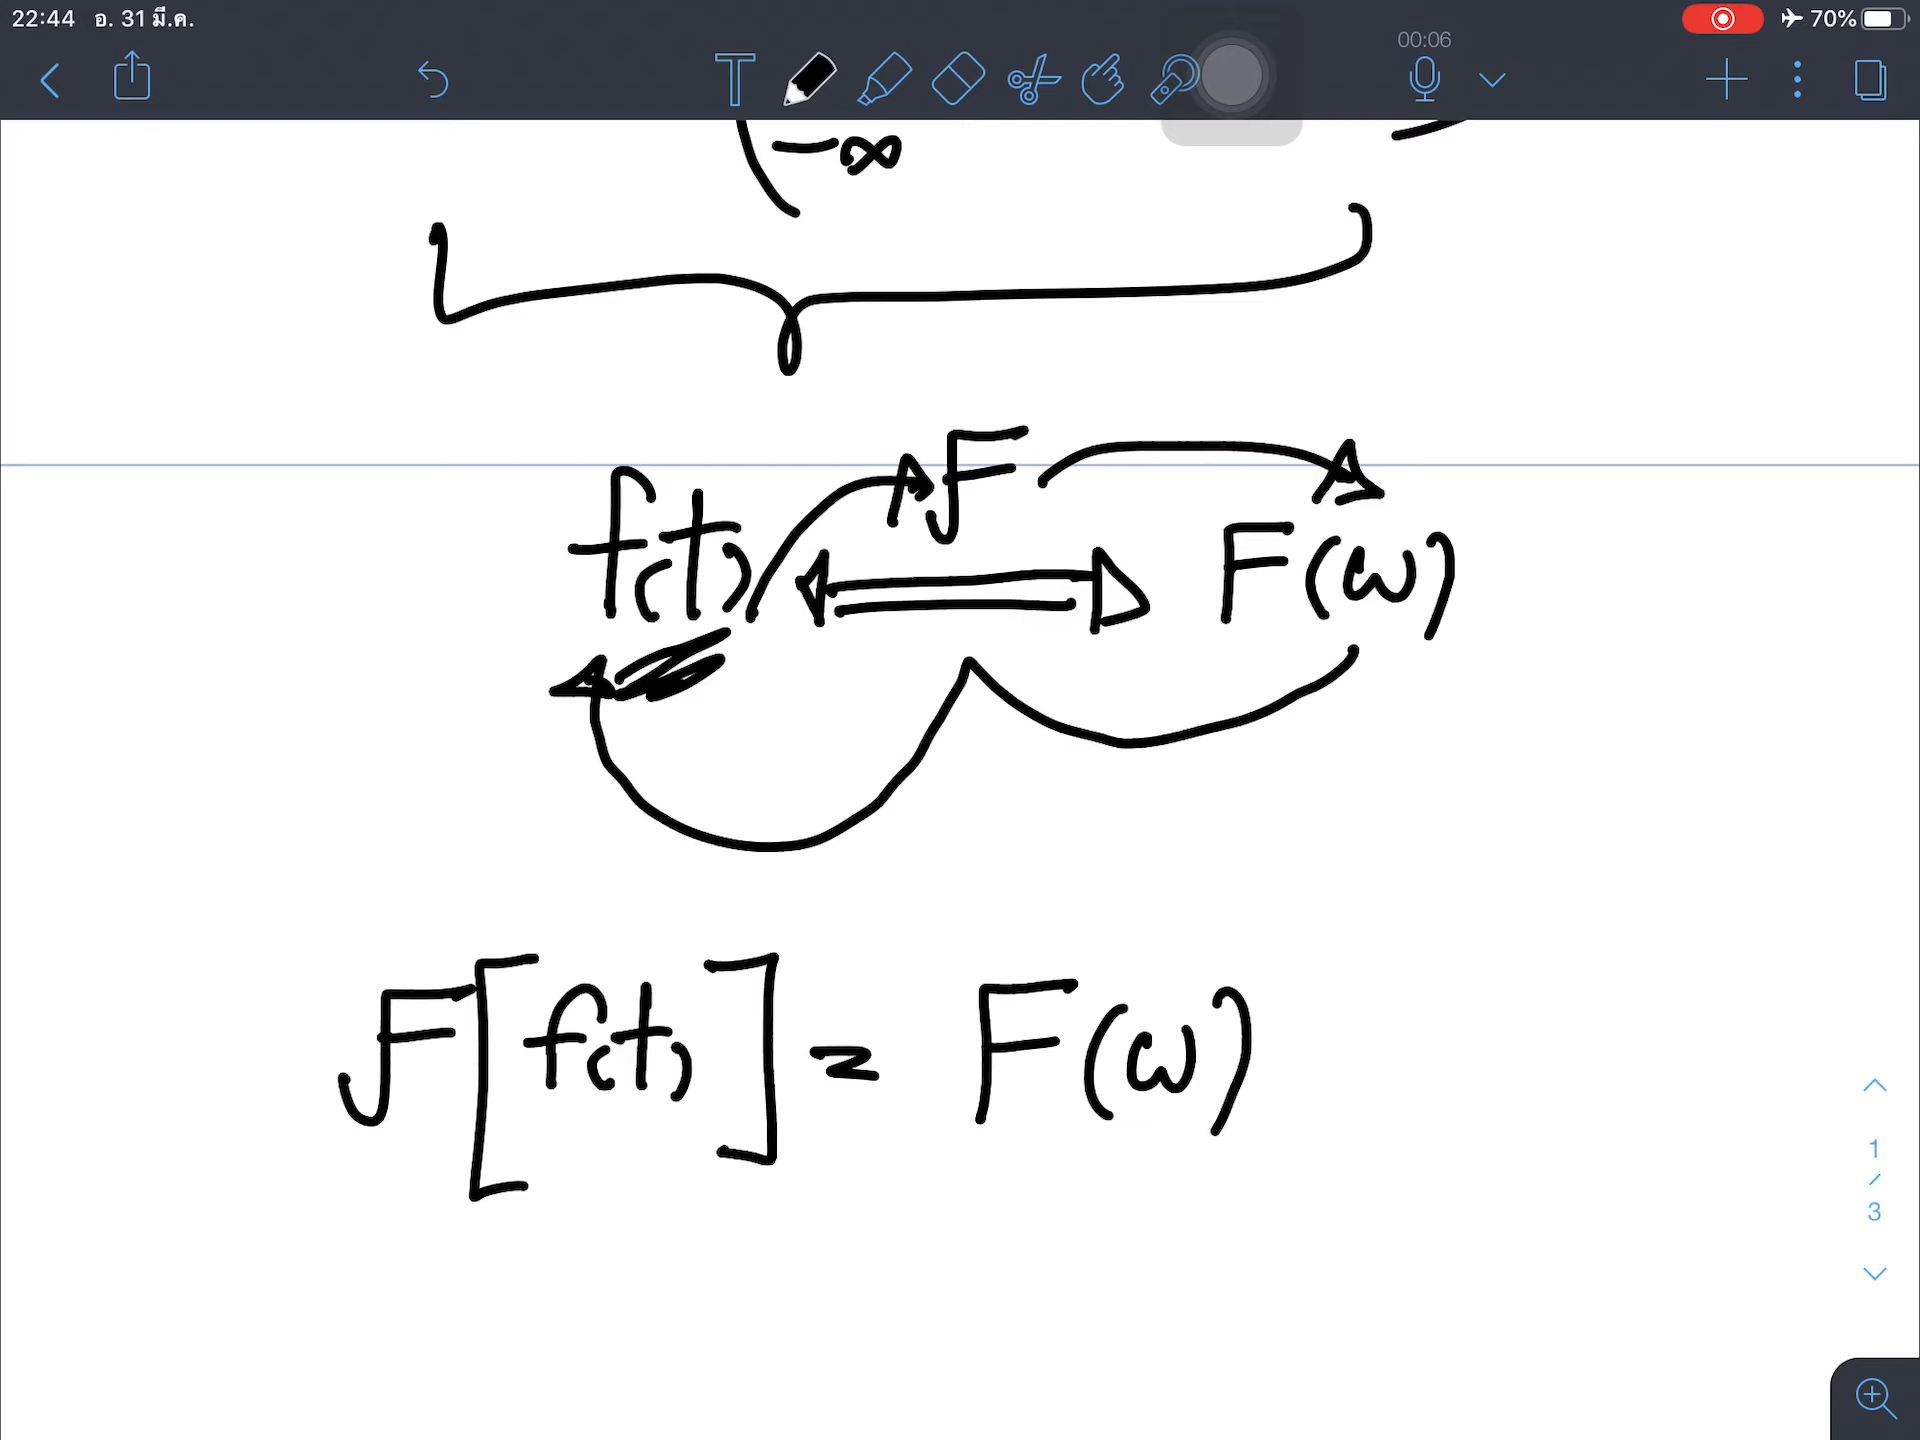 22:44 อ. 31 มี.ค. 70%
00:06
T
-∞
F
f(t) ⟺ F(ω)
F[f(t)] = F(ω)
1
/
3